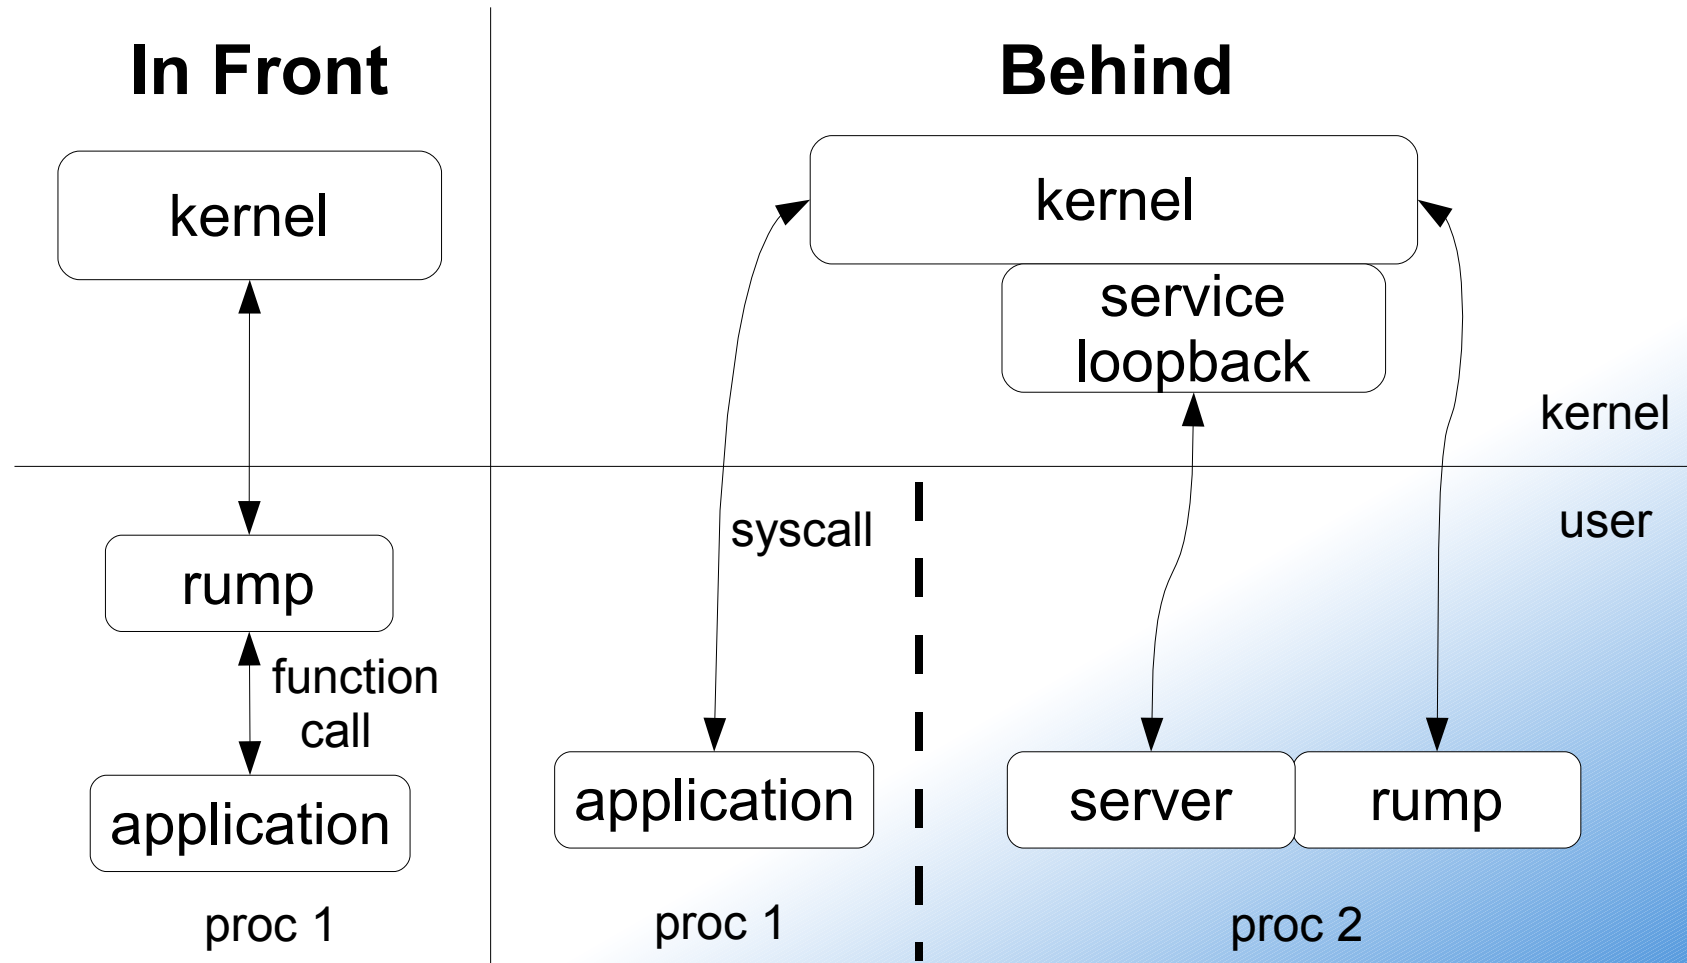 In Front
kernel
rump
function
call
application
proc 1
Behind
kernel
service
loopback
kernel
syscall
user
application
server
rump
proc 1
proc 2